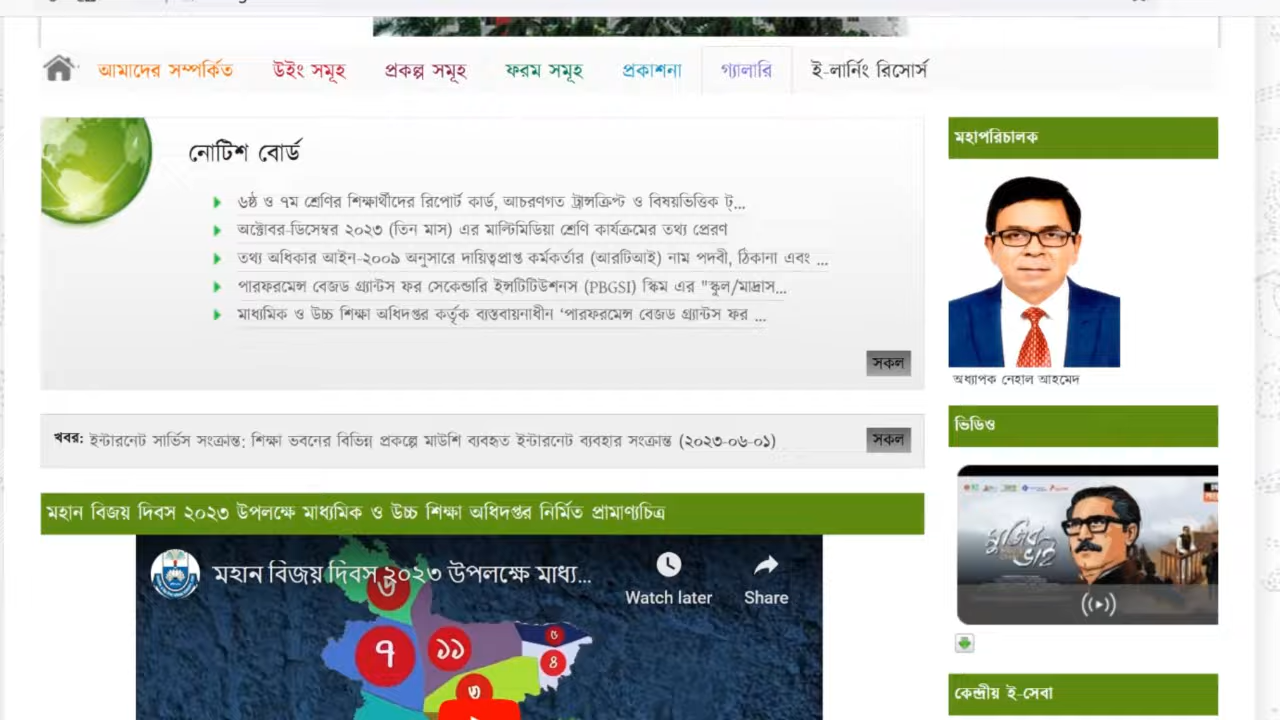 আমাদের সম্পর্কিত উইং সমূহ প্রকল্প সমূহ ফরম সমূহ প্রকাশনা গ্যালারি ই-লার্নিং রিসোর্স
নোটিশ বোর্ড
৬ষ্ঠ ও ৭ম শ্রেণির শিক্ষার্থীদের রিপোর্ট কার্ড, আচরণগত ট্রান্সক্রিপ্ট ও বিষয়ভিত্তিক ট্...
অক্টোবর-ডিসেম্বর ২০২৩ (তিন মাস) এর মাল্টিমিডিয়া শ্রেণি কার্যক্রমের তথ্য প্রেরণ
তথ্য অধিকার আইন-২০০৯ অনুসারে দায়িত্বপ্রাপ্ত কর্মকর্তার (আরটিআই) নাম পদবী, ঠিকানা এবং ...
পারফরমেন্স বেজড গ্র্যান্টস ফর সেকেন্ডারি ইন্সটিটিউশনস (PBGSI) স্কিম এর "স্কুল/মাদ্রাস...
মাধ্যমিক ও উচ্চ শিক্ষা অধিদপ্তর কর্তৃক ব্যস্তবায়নাধীন ‘পারফরমেন্স বেজড গ্র্যান্টস ফর ...
সকল
খবর: ইন্টারনেট সার্ভিস সংক্রান্ত: শিক্ষা ভবনের বিভিন্ন প্রকল্পে মাউশি ব্যবহৃত ইন্টারনেট ব্যবহার সংক্রান্ত (২০২৩-০৬-০১)
সকল
মহান বিজয় দিবস ২০২৩ উপলক্ষে মাধ্যমিক ও উচ্চ শিক্ষা অধিদপ্তর নির্মিত প্রামাণ্যচিত্র
মহান বিজয় দিবস ২০২৩ উপলক্ষে মাধ্য...
Watch later
Share
৬
৭
১১
৫
৪
৩
মহাপরিচালক
অধ্যাপক নেহাল আহমেদ
ভিডিও
মুজিব
ভাই
কেন্দ্রীয় ই-সেবা